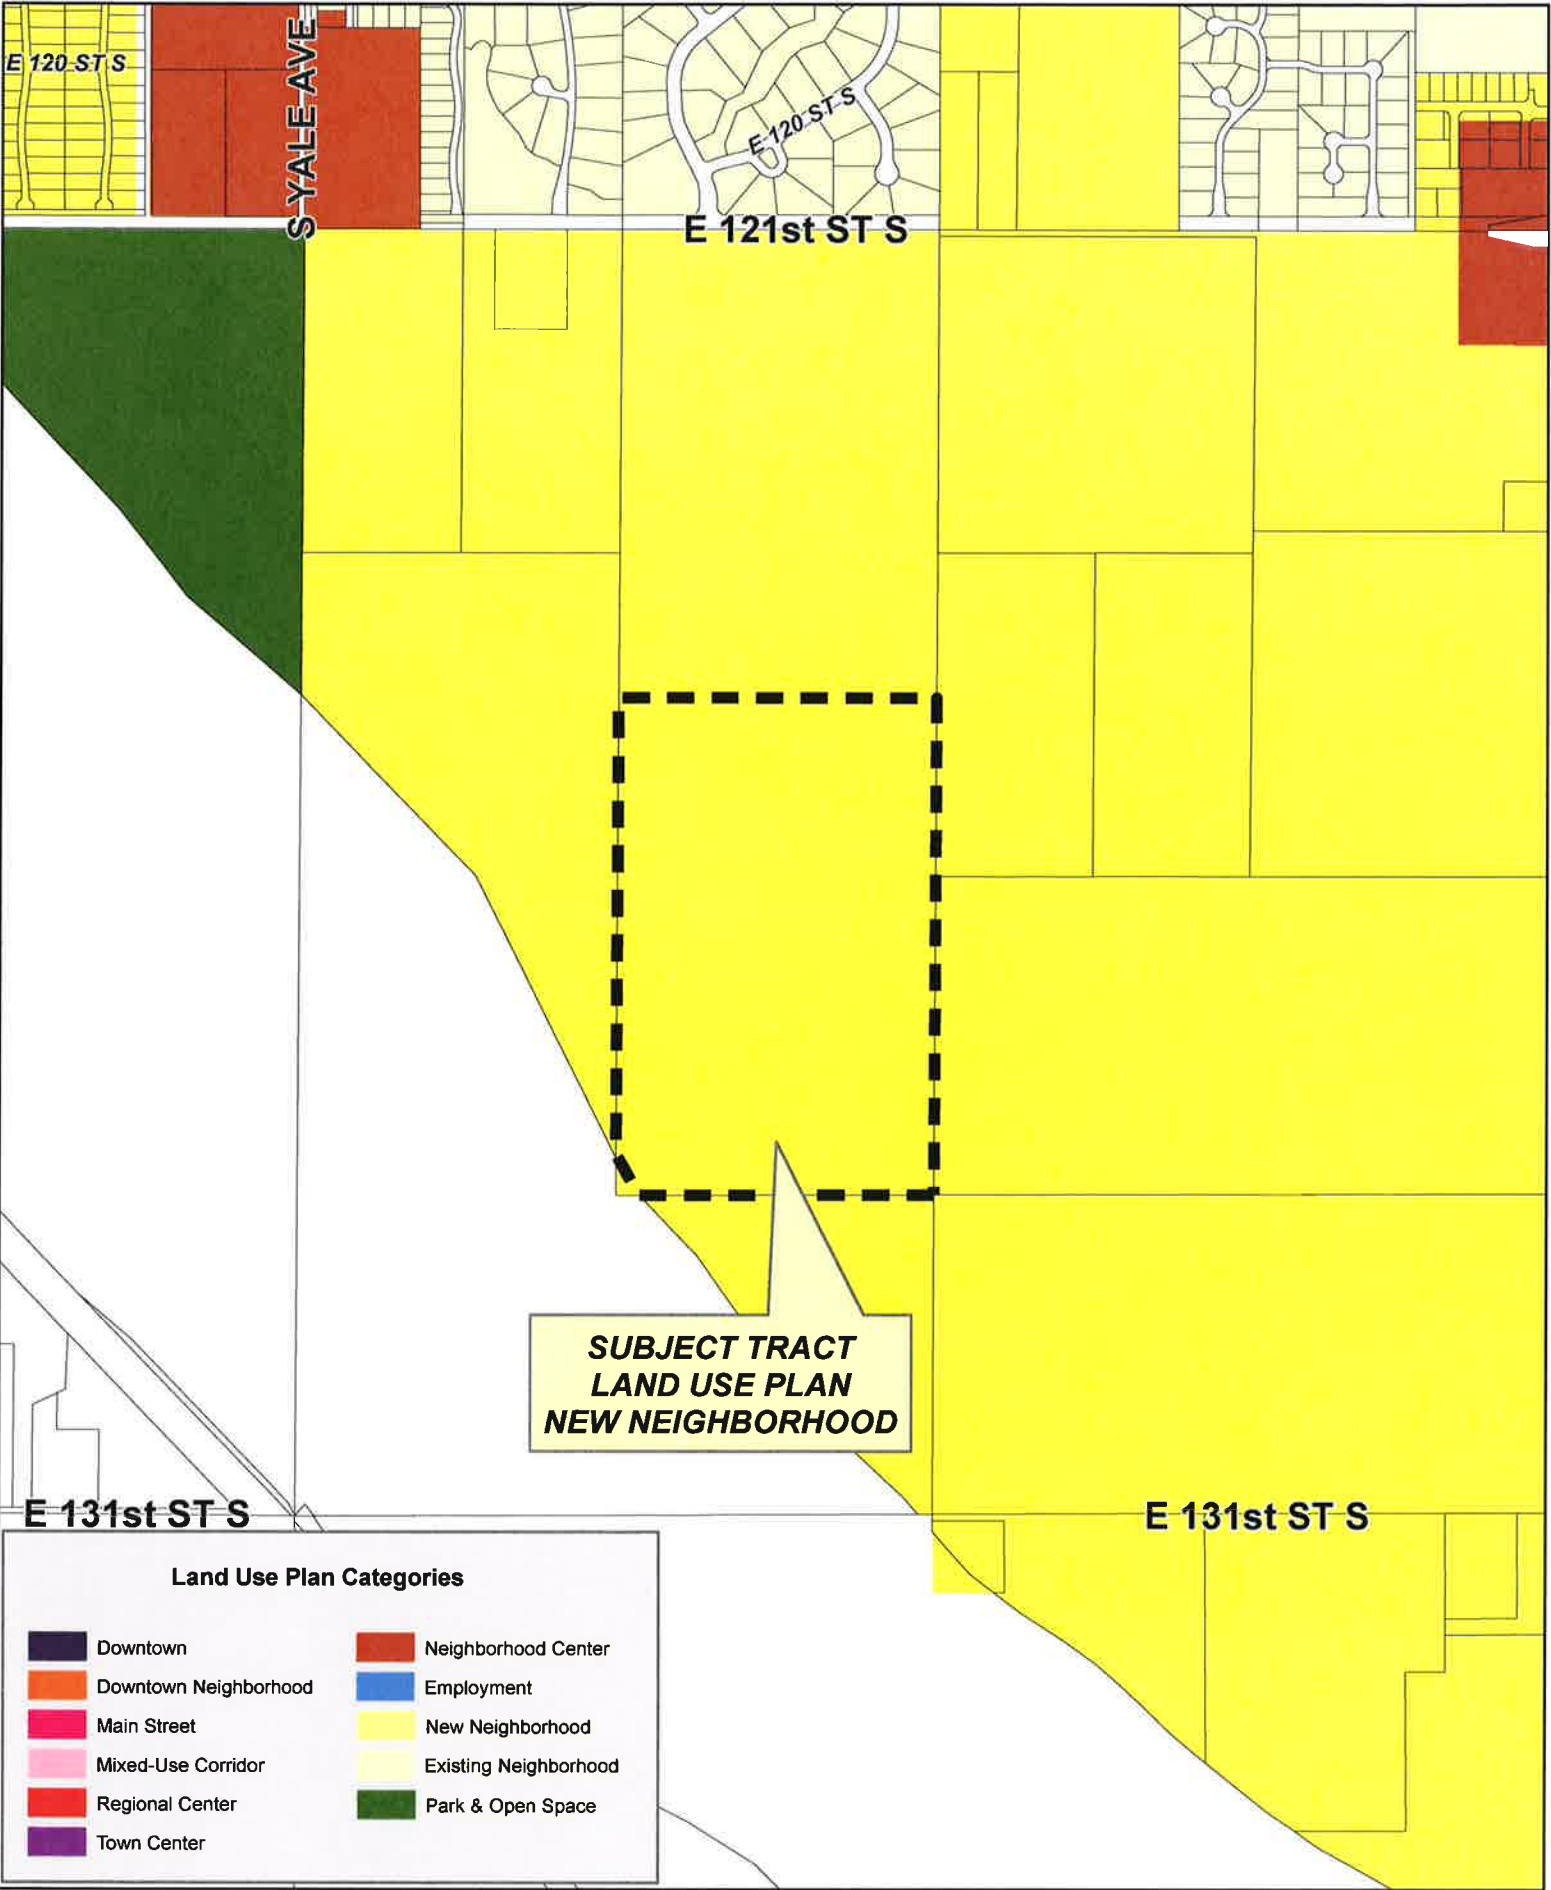 E 120 ST S
S YALE AVE
E 120 ST S
E 121st ST S
SUBJECT TRACT
LAND USE PLAN
NEW NEIGHBORHOOD
E 131st ST S
E 131st ST S
Land Use Plan Categories
Downtown
Downtown Neighborhood
Main Street
Mixed-Use Corridor
Regional Center
Town Center
Neighborhood Center
Employment
New Neighborhood
Existing Neighborhood
Park & Open Space